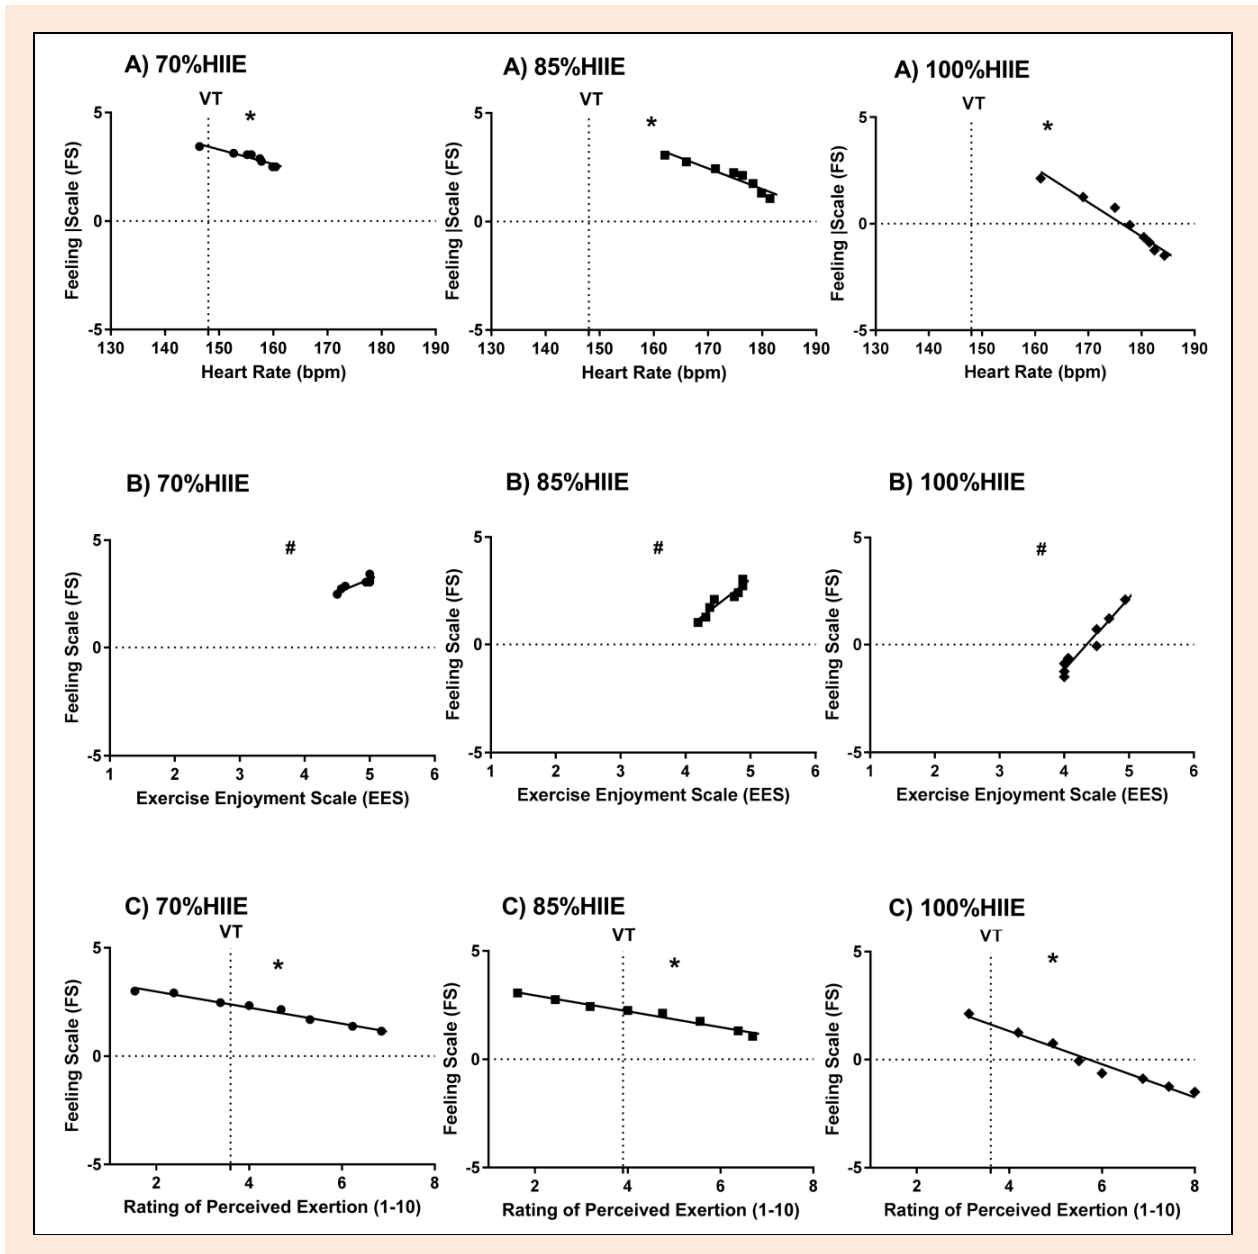 A) 70%HIIE
VT
*
5
0
-5
Feeling |Scale (FS)
130 140 150 160 170 180 190
Heart Rate (bpm)
A) 85%HIIE
VT
*
5
0
-5
Feeling |Scale (FS)
130 140 150 160 170 180 190
Heart Rate (bpm)
A) 100%HIIE
VT
*
5
0
-5
Feeling |Scale (FS)
130 140 150 160 170 180 190
Heart Rate (bpm)
B) 70%HIIE
#
5
0
-5
Feeling Scale (FS)
1 2 3 4 5 6
Exercise Enjoyment Scale (EES)
B) 85%HIIE
#
5
0
-5
Feeling Scale (FS)
1 2 3 4 5 6
Exercise Enjoyment Scale (EES)
B) 100%HIIE
#
5
0
-5
Feeling Scale (FS)
1 2 3 4 5 6
Exercise Enjoyment Scale (EES)
C) 70%HIIE
VT
*
5
0
-5
Feeling Scale (FS)
2 4 6 8
Rating of Perceived Exertion (1-10)
C) 85%HIIE
VT
*
5
0
-5
Feeling Scale (FS)
2 4 6 8
Rating of Perceived Exertion (1-10)
C) 100%HIIE
VT
*
5
0
-5
Feeling Scale (FS)
2 4 6 8
Rating of Perceived Exertion (1-10)